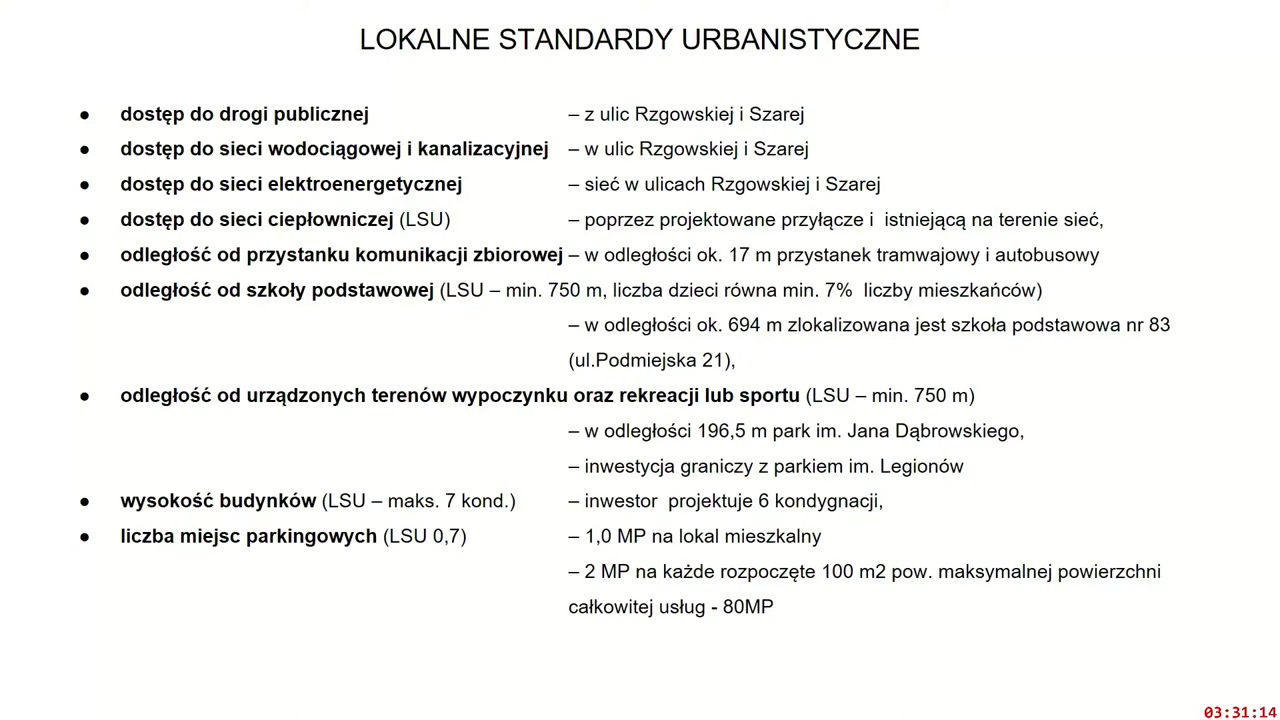 LOKALNE STANDARDY URBANISTYCZNE
● dostęp do drogi publicznej – z ulic Rzgowskiej i Szarej
● dostęp do sieci wodociągowej i kanalizacyjnej – w ulic Rzgowskiej i Szarej
● dostęp do sieci elektroenergetycznej – sieć w ulicach Rzgowskiej i Szarej
● dostęp do sieci ciepłowniczej (LSU) – poprzez projektowane przyłącze i istniejącą na terenie sieć,
● odległość od przystanku komunikacji zbiorowej – w odległości ok. 17 m przystanek tramwajowy i autobusowy
● odległość od szkoły podstawowej (LSU – min. 750 m, liczba dzieci równa min. 7% liczby mieszkańców)
– w odległości ok. 694 m zlokalizowana jest szkoła podstawowa nr 83
(ul.Podmiejska 21),
● odległość od urządzonych terenów wypoczynku oraz rekreacji lub sportu (LSU – min. 750 m)
– w odległości 196,5 m park im. Jana Dąbrowskiego,
– inwestycja graniczy z parkiem im. Legionów
● wysokość budynków (LSU – maks. 7 kond.) – inwestor projektuje 6 kondygnacji,
● liczba miejsc parkingowych (LSU 0,7) – 1,0 MP na lokal mieszkalny
– 2 MP na każde rozpoczęte 100 m2 pow. maksymalnej powierzchni
całkowitej usług - 80MP
03:31:14